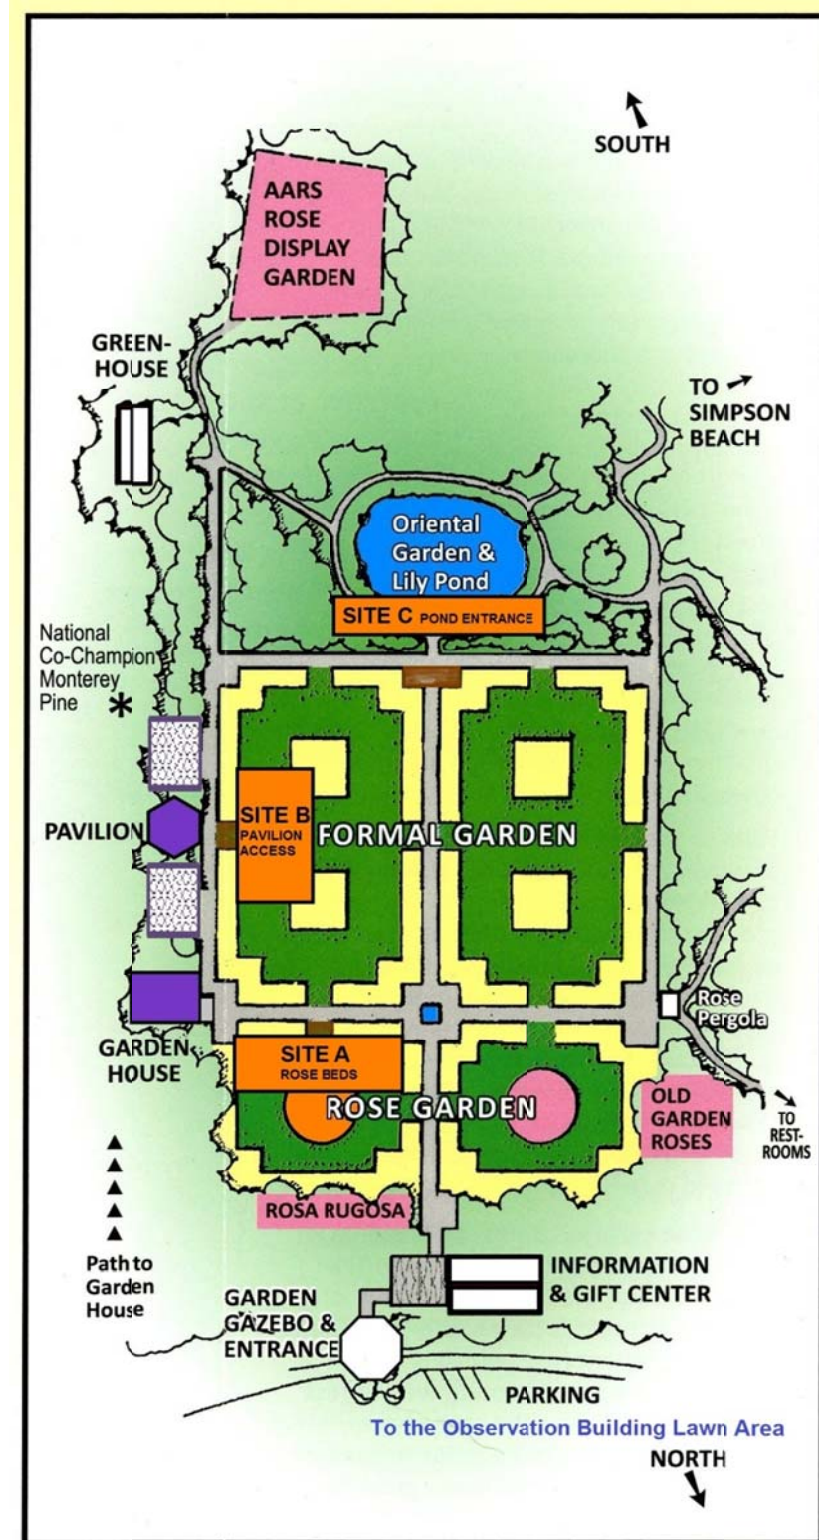 SOUTH
AARS
ROSE
DISPLAY
GARDEN
GREEN-
HOUSE
TO
SIMPSON
BEACH
Oriental
Garden &
Lily Pond
SITE C POND ENTRANCE
National
Co-Champion
Monterey
Pine
*
PAVILION
SITE B
PAVILION
ACCESS
FORMAL GARDEN
Rose
Pergola
GARDEN
HOUSE
SITE A
ROSE BEDS
ROSE GARDEN
OLD
GARDEN
ROSES
TO
REST-
ROOMS
ROSA RUGOSA
Path to
Garden
House
INFORMATION
& GIFT CENTER
GARDEN
GAZEBO &
ENTRANCE
PARKING
To the Observation Building Lawn Area
NORTH